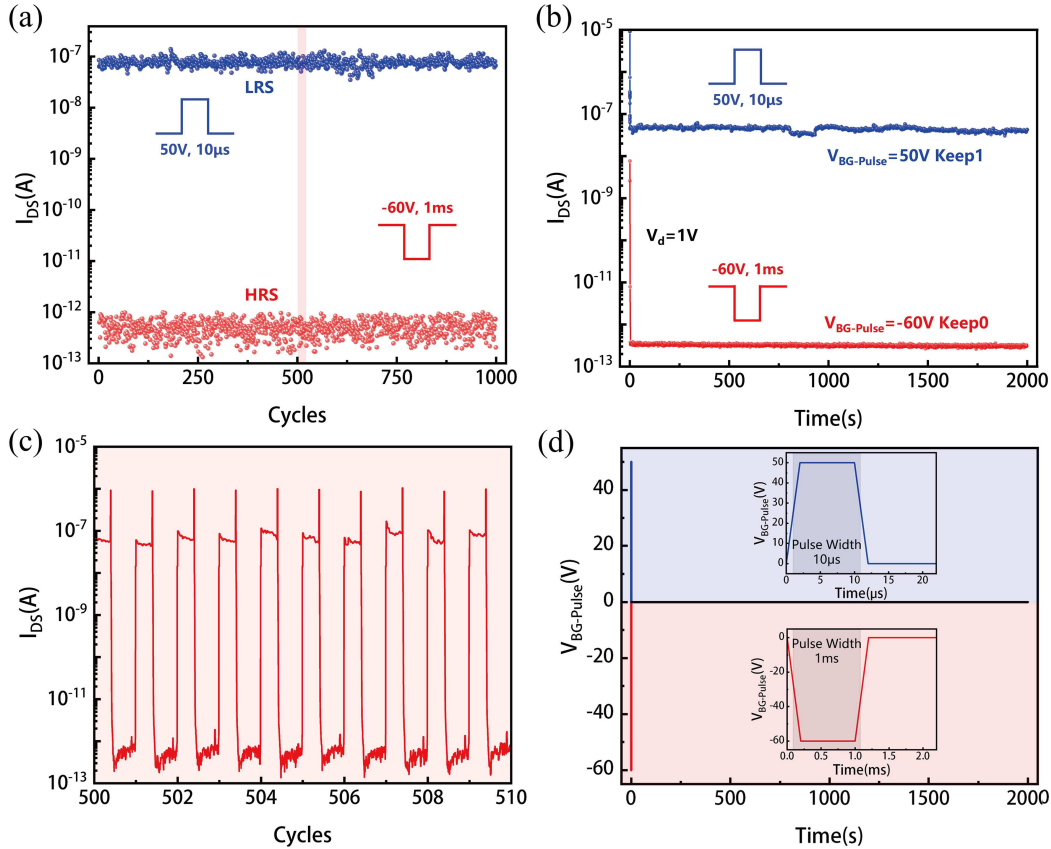 (a)
10⁻⁷
10⁻⁸
10⁻⁹
10⁻¹⁰
10⁻¹¹
10⁻¹²
10⁻¹³
I_DS(A)
LRS
50V, 10μs
-60V, 1ms
HRS
0
250
500
750
1000
Cycles
(b)
10⁻⁵
10⁻⁷
10⁻⁹
10⁻¹¹
10⁻¹³
I_DS(A)
50V, 10μs
V_BG-Pulse=50V Keep1
V_d=1V
-60V, 1ms
V_BG-Pulse=-60V Keep0
0
500
1000
1500
2000
Time(s)
(c)
10⁻⁵
10⁻⁷
10⁻⁹
10⁻¹¹
10⁻¹³
I_DS(A)
500
502
504
506
508
510
Cycles
(d)
40
20
0
-20
-40
-60
V_BG-Pulse(V)
50
40
30
20
10
0
V_BG-Pulse(V)
Pulse Width
10μs
0
5
10
15
20
Time(μs)
0
-20
-40
-60
V_BG-Pulse(V)
Pulse Width
1ms
0.0
0.5
1.0
1.5
2.0
Time(ms)
0
500
1000
1500
2000
Time(s)